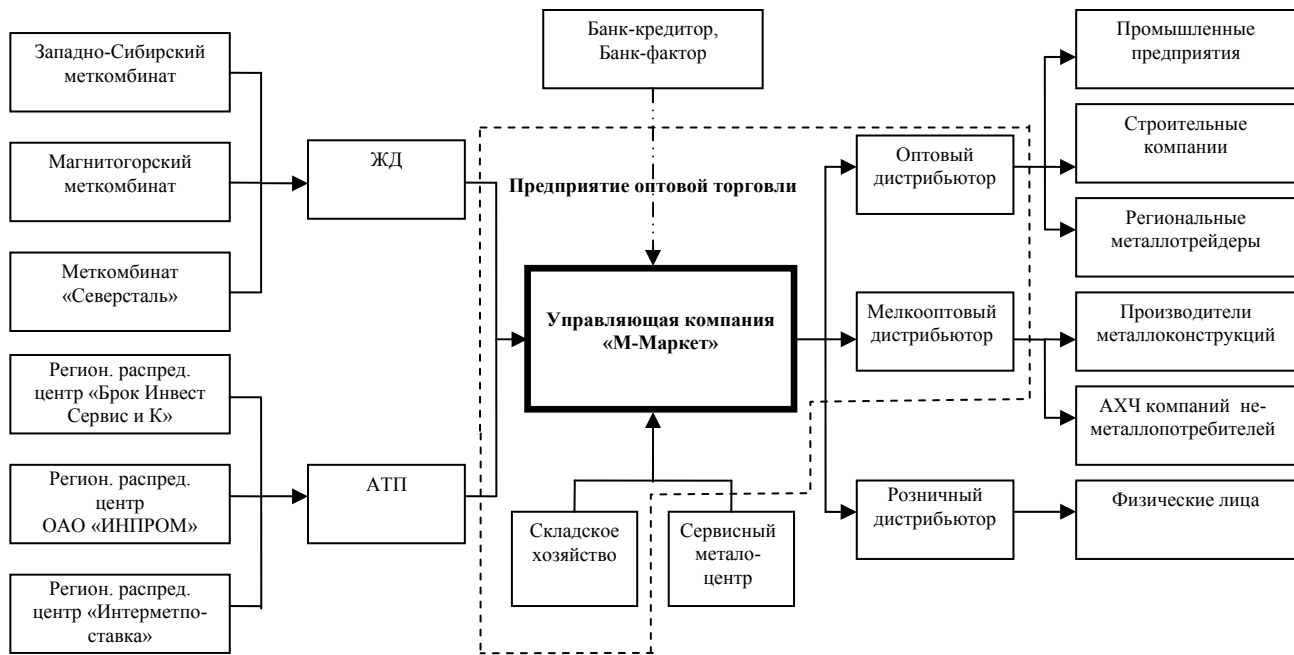 Западно-Сибирский
меткомбинат
Магнитогорский
меткомбинат
Меткомбинат
«Северсталь»
Регион. распред.
центр «Брок Инвест
Сервис и К»
Регион. распред.
центр
ОАО «ИНПРОМ»
Регион. распред.
центр «Интерметпо-
ставка»
ЖД
АТП
Банк-кредитор,
Банк-фактор
Предприятие оптовой торговли
Управляющая компания
«М-Маркет»
Складское
хозяйство
Сервисный
метало-
центр
Оптовый
дистрибьютор
Мелкооптовый
дистрибьютор
Розничный
дистрибьютор
Промышленные
предприятия
Строительные
компании
Региональные
металлотрейдеры
Производители
металлоконструкций
АХЧ компаний не-
металлопотребителей
Физические лица